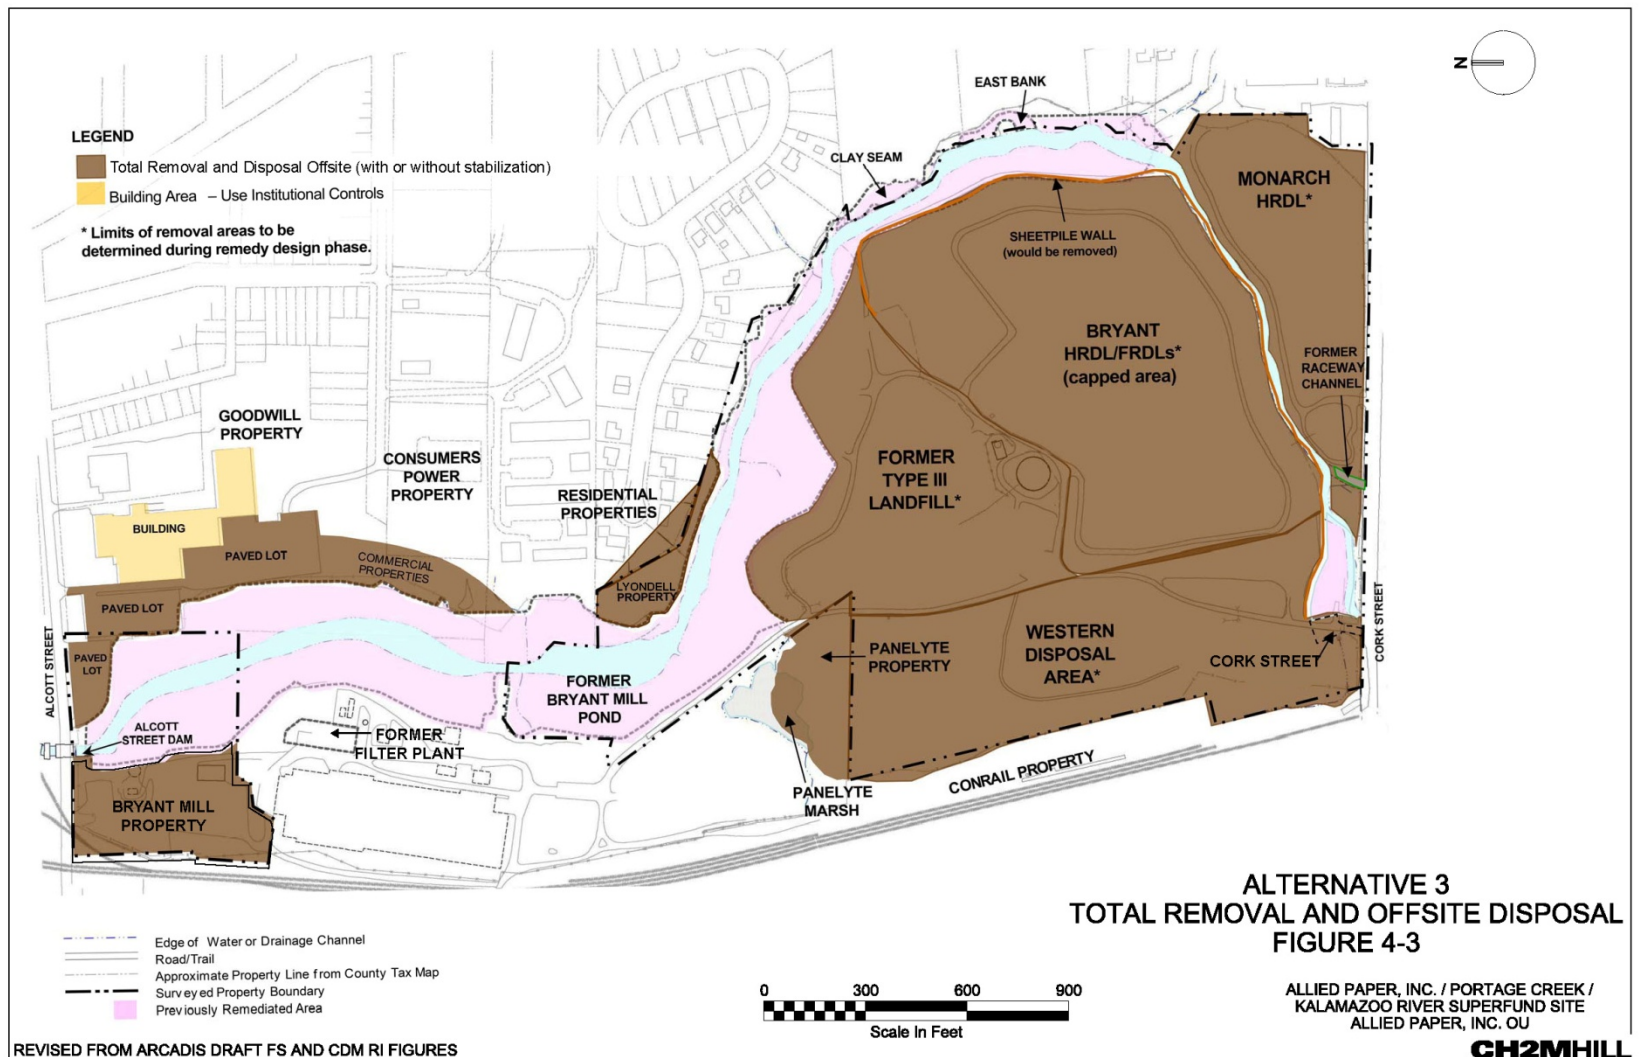 N
EAST BANK
LEGEND
Total Removal and Disposal Offsite (with or without stabilization)
Building Area – Use Institutional Controls
* Limits of removal areas to be
determined during remedy design phase.
CLAY SEAM
MONARCH
HRDL*
SHEETPILE WALL
(would be removed)
BRYANT
HRDL/FRDLs*
(capped area)
FORMER
RACEWAY
CHANNEL
GOODWILL
PROPERTY
CONSUMERS
POWER
PROPERTY
RESIDENTIAL
PROPERTIES
FORMER
TYPE III
LANDFILL*
BUILDING
PAVED LOT
COMMERCIAL
PROPERTIES
LYONDELL
PROPERTY
PAVED LOT
PAVED
LOT
ALCOTT STREET
CORK STREET
PANELYTE
PROPERTY
WESTERN
DISPOSAL
AREA*
CORK STREET
FORMER
BRYANT MILL
POND
ALCOTT
STREET DAM
FORMER
FILTER PLANT
CONRAIL PROPERTY
PANELYTE
MARSH
BRYANT MILL
PROPERTY
ALTERNATIVE 3
TOTAL REMOVAL AND OFFSITE DISPOSAL
FIGURE 4-3
Edge of Water or Drainage Channel
Road/Trail
Approximate Property Line from County Tax Map
Surveyed Property Boundary
Previously Remediated Area
0 300 600 900
Scale In Feet
ALLIED PAPER, INC. / PORTAGE CREEK /
KALAMAZOO RIVER SUPERFUND SITE
ALLIED PAPER, INC. OU
REVISED FROM ARCADIS DRAFT FS AND CDM RI FIGURES
CH2MHILL